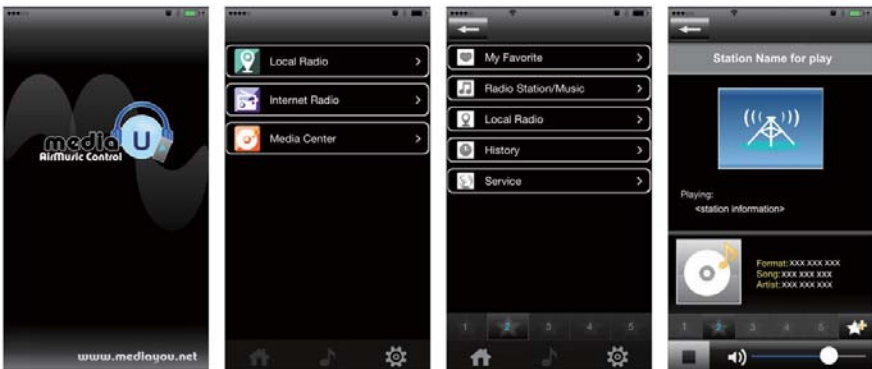 media U
AirMusic Control
www.mediayou.net
Local Radio
Internet Radio
Media Center
My Favorite
Radio Station/Music
Local Radio
History
Service
1 2 3 4 5
Station Name for play
Playing:
<station information>
Format: XXX XXX XXX
Song: XXX XXX XXX
Artist: XXX XXX XXX
1 2 3 4 5